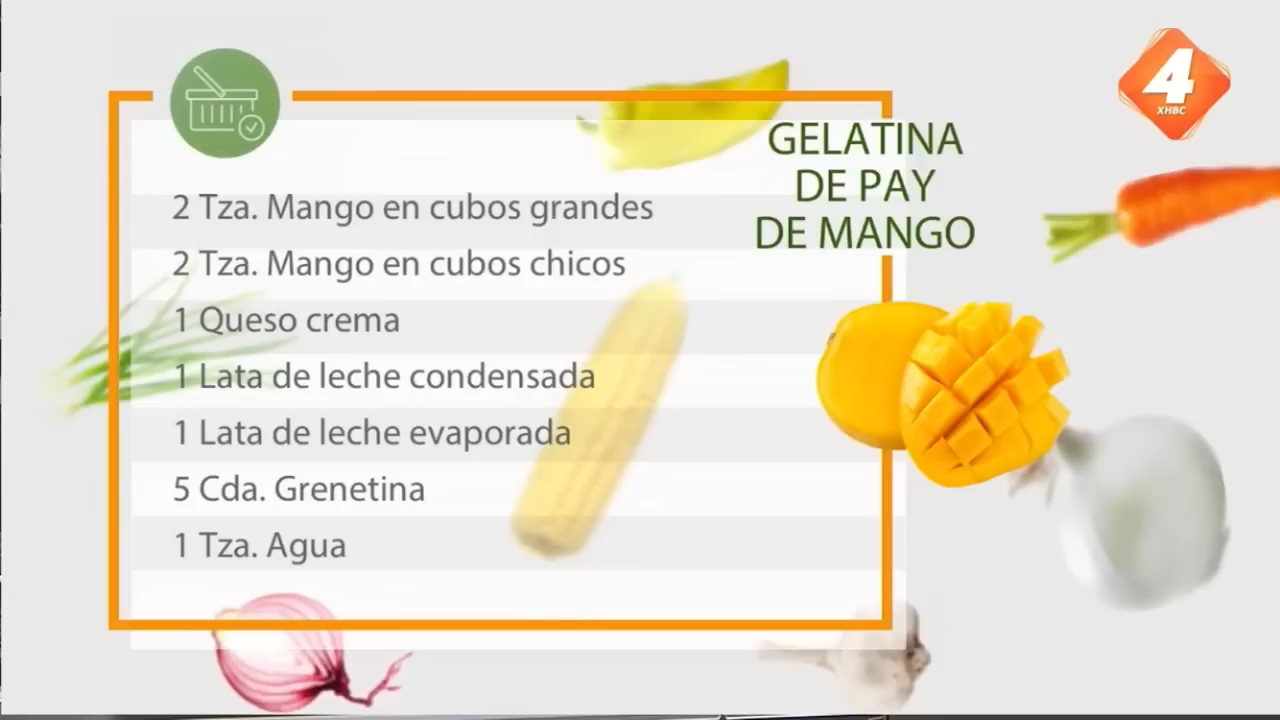 4
XHBC
GELATINA
DE PAY
DE MANGO
2 Tza. Mango en cubos grandes
2 Tza. Mango en cubos chicos
1 Queso crema
1 Lata de leche condensada
1 Lata de leche evaporada
5 Cda. Grenetina
1 Tza. Agua